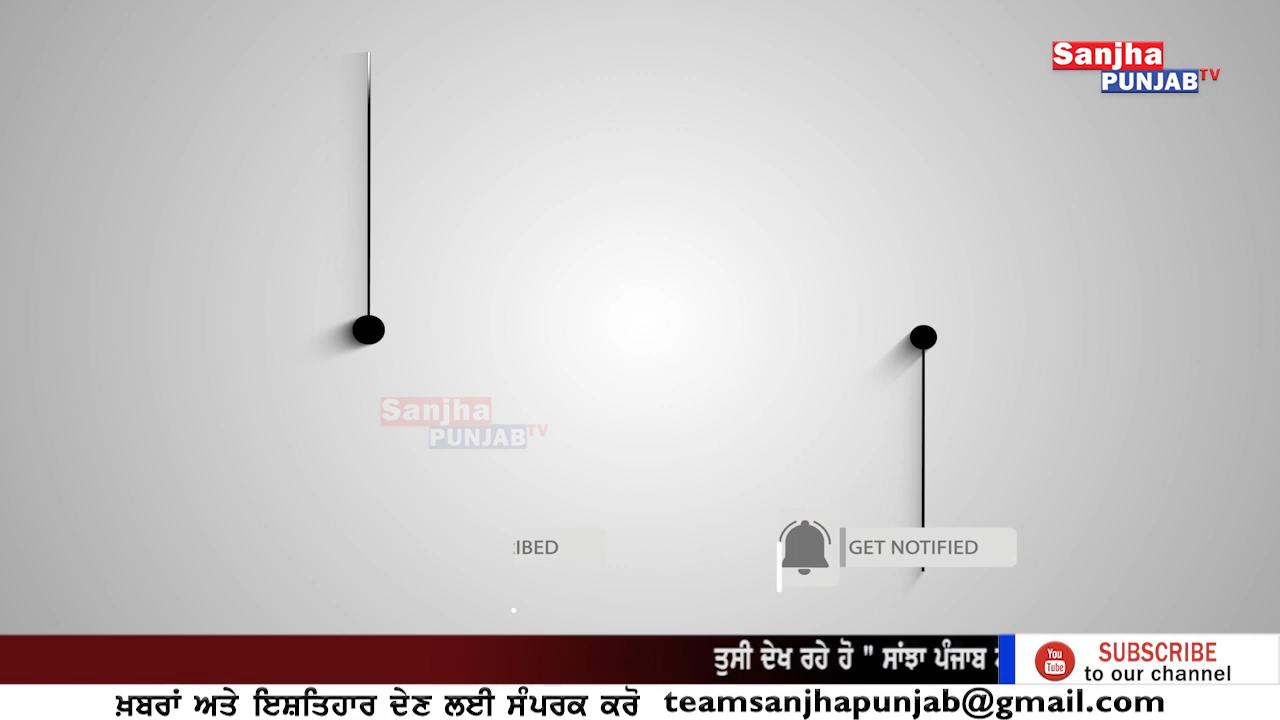 Sanjha
PUNJAB TV
Sanjha
PUNJAB TV
GET NOTIFIED
ਤੁਸੀ ਦੇਖ ਰਹੇ ਹੋ " ਸਾਂਝਾ ਪੰਜਾਬ
You
Tube
SUBSCRIBE
to our channel
ਖ਼ਬਰਾਂ ਅਤੇ ਇਸ਼ਤਿਹਾਰ ਦੇਣ ਲਈ ਸੰਪਰਕ ਕਰੋ teamsanjhapunjab@gmail.com